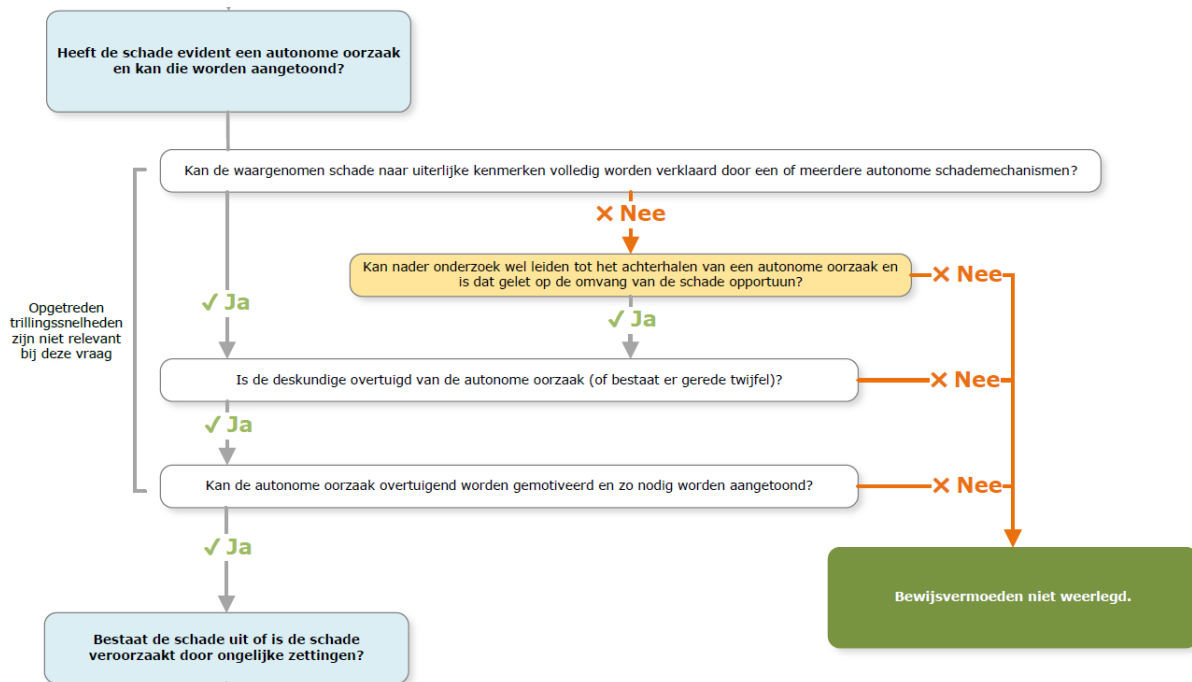 Heeft de schade evident een autonome oorzaak
en kan die worden aangetoond?
Kan de waargenomen schade naar uiterlijke kenmerken volledig worden verklaard door een of meerdere autonome schademechanismen?
✕ Nee
Kan nader onderzoek wel leiden tot het achterhalen van een autonome oorzaak en
is dat gelet op de omvang van de schade opportuun?
✕ Nee
✓ Ja
✓ Ja
Opgetreden
trillingssnelheden
zijn niet relevant
bij deze vraag
Is de deskundige overtuigd van de autonome oorzaak (of bestaat er gerede twijfel)?
✕ Nee
✓ Ja
Kan de autonome oorzaak overtuigend worden gemotiveerd en zo nodig worden aangetoond?
✕ Nee
✓ Ja
Bewijsvermoeden niet weerlegd.
Bestaat de schade uit of is de schade
veroorzaakt door ongelijke zettingen?